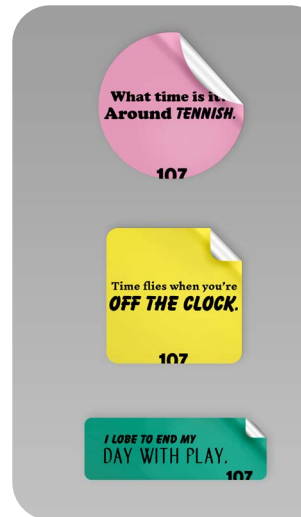 What time is it?
Around TENNISH.
107
Time flies when you're
OFF THE CLOCK.
107
I LOBE TO END MY
DAY WITH PLAY.
107